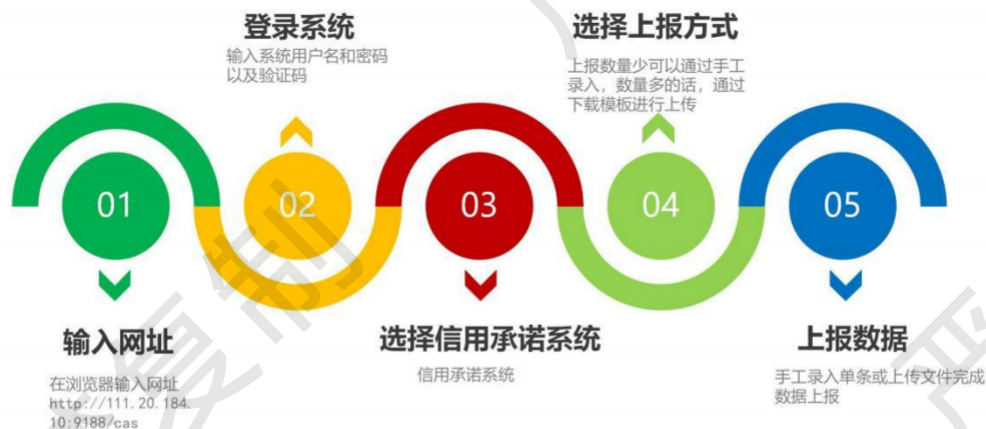 登录系统
输入系统用户名和密码
以及验证码
选择上报方式
上报数量少可以通过手工
录入，数量多的话，通过
下载模板进行上传
01
02
03
04
05
输入网址
在浏览器输入网址
http://111.20.184.
10:9188/cas
选择信用承诺系统
信用承诺系统
上报数据
手工录入单条或上传文件完成
数据上报
复制
严